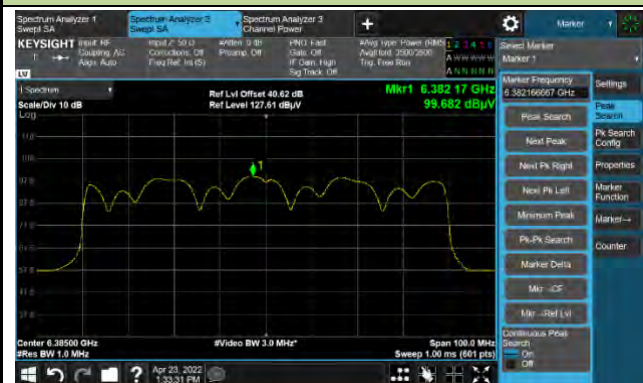 Spectrum Analyzer 1
Swept SA
Spectrum Analyzer 2
Swept SA
Spectrum Analyzer 3
Channel Power
+
Marker
KEYSIGHT
Input: RF
Coupling: AC
Align: Auto
Input Z: 50 Ω
Corrections: Off
Freq Ref: Int (S)
#Atten: 0 dB
Preamp: Off
PNO: Fast
Gate: Off
IF Gain: High
Sig Track: Off
#Avg Type: Power (RMS)
Avg|Hold: 3500/3500
Trig: Free Run
1 2 3 4 5 6
A N N N N N
LV
Select Marker
Marker 1
1 Spectrum
Scale/Div 10 dB
Log
Ref Lvl Offset 40.62 dB
Ref Level 127.61 dBµV
Mkr1 6.382 17 GHz
99.682 dBµV
1
Marker Frequency
6.382166667 GHz
Peak Search
Next Peak
Next Pk Right
Next Pk Left
Minimum Peak
Pk-Pk Search
Marker Delta
Mkr→CF
Mkr→Ref Lvl
Continuous Peak
Search
On
Off
Settings
Peak
Search
Pk Search
Config
Properties
Marker
Function
Marker→
Counter
Center 6.38500 GHz
#Res BW 1.0 MHz
#Video BW 3.0 MHz*
Span 100.0 MHz
Sweep 1.00 ms (601 pts)
?
Apr 23, 2022
1:33:31 PM